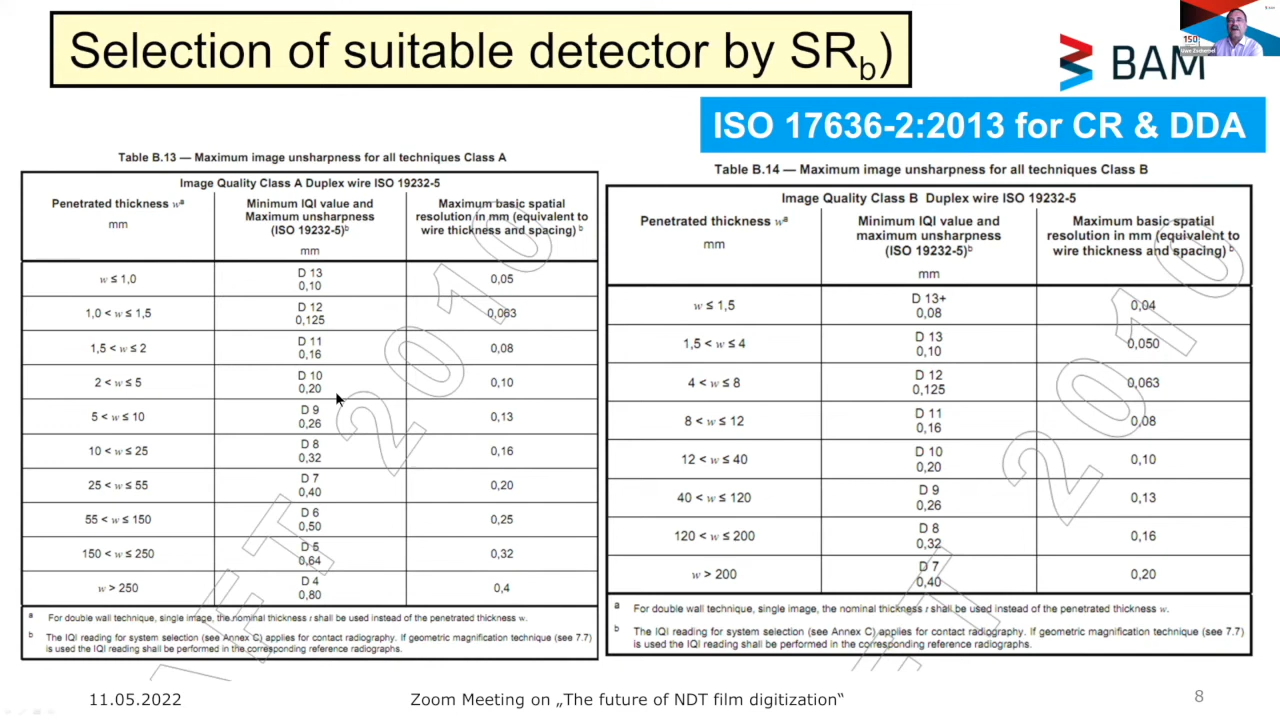 Selection of suitable detector by SRb)
BAM
150
ISO 17636-2:2013 for CR & DDA
Table B.13 — Maximum image unsharpness for all techniques Class A
Image Quality Class A Duplex wire ISO 19232-5
Penetrated thickness wᵃ
mm
Minimum IQI value and
Maximum unsharpness
(ISO 19232-5)ᵇ
mm
Maximum basic spatial
resolution in mm (equivalent to
wire thickness and spacing) ᵇ
w ≤ 1,0
D 13
0,10
0,05
1,0 < w ≤ 1,5
D 12
0,125
0,063
1,5 < w ≤ 2
D 11
0,16
0,08
2 < w ≤ 5
D 10
0,20
0,10
5 < w ≤ 10
D 9
0,26
0,13
10 < w ≤ 25
D 8
0,32
0,16
25 < w ≤ 55
D 7
0,40
0,20
55 < w ≤ 150
D 6
0,50
0,25
150 < w ≤ 250
D 5
0,64
0,32
w > 250
D 4
0,80
0,4
ᵃ For double wall technique, single image, the nominal thickness t shall be used instead of the penetrated thickness w.
ᵇ The IQI reading for system selection (see Annex C) applies for contact radiography. If geometric magnification technique (see 7.7)
is used the IQI reading shall be performed in the corresponding reference radiographs.
Table B.14 — Maximum image unsharpness for all techniques Class B
Image Quality Class B Duplex wire ISO 19232-5
Penetrated thickness wᵃ
mm
Minimum IQI value and
maximum unsharpness
(ISO 19232-5)ᵇ
mm
Maximum basic spatial
resolution in mm (equivalent to
wire thickness and spacing) ᵇ
w ≤ 1,5
D 13+
0,08
0,04
1,5 < w ≤ 4
D 13
0,10
0,050
4 < w ≤ 8
D 12
0,125
0,063
8 < w ≤ 12
D 11
0,16
0,08
12 < w ≤ 40
D 10
0,20
0,10
40 < w ≤ 120
D 9
0,26
0,13
120 < w ≤ 200
D 8
0,32
0,16
w > 200
D 7
0,40
0,20
ᵃ For double wall technique, single image, the nominal thickness t shall be used instead of the penetrated thickness w.
ᵇ The IQI reading for system selection (see Annex C) applies for contact radiography. If geometric magnification technique (see 7.7)
is used the IQI reading shall be performed in the corresponding reference radiographs.
2010
2010
11.05.2022
Zoom Meeting on „The future of NDT film digitization“
8